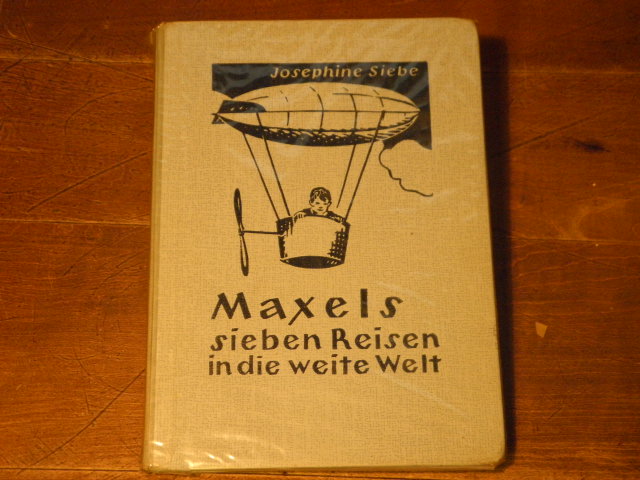 Josephine Siebe
Maxels
sieben Reisen
in die weite Welt